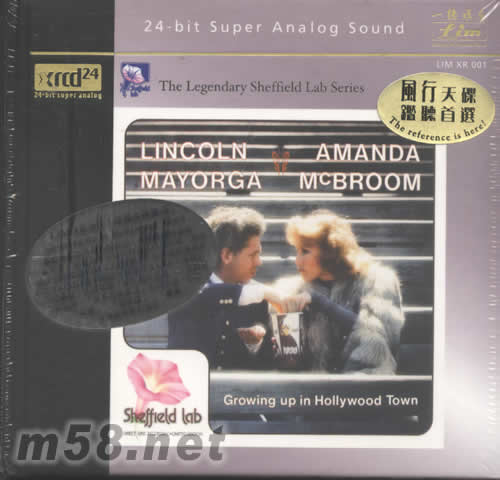 24-bit Super Analog Sound
fim
LIM XR 001
xrcd24
24-bit super analog
The Legendary Sheffield Lab Series
風行天碟
鑑聽首選
The reference is here!
LINCOLN
MAYORGA
AMANDA
McBROOM
Growing up in Hollywood Town
Sheffield Lab
m58.net